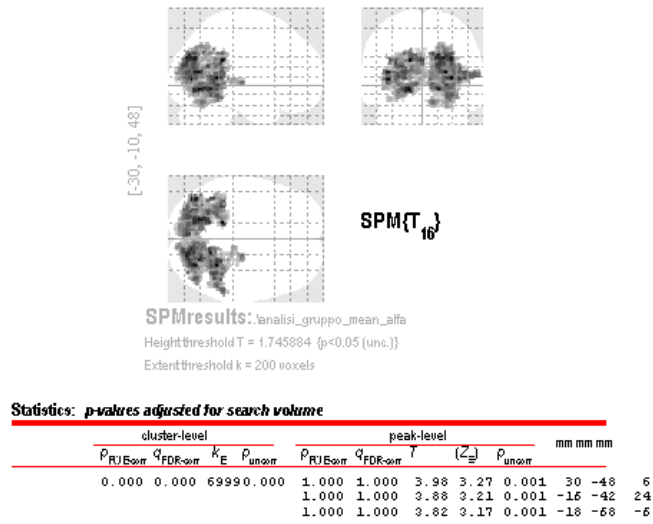 [-30, -10, 48]
SPM{T16}
SPMresults: .\analisi_gruppo_mean_alfa
Height threshold T = 1.745884 {p<0.05 (unc.)}
Extent threshold k = 200 voxels
Statistics: p-values adjusted for search volume
cluster-level peak-level mm mm mm
pFWE-corr qFDR-corr kE puncorr pFWE-corr qFDR-corr T (Z≡) puncorr
0.000 0.000 69990.000 1.000 1.000 3.98 3.27 0.001 30 -48 6
1.000 1.000 3.88 3.21 0.001 -16 -42 24
1.000 1.000 3.82 3.17 0.001 -18 -68 -6